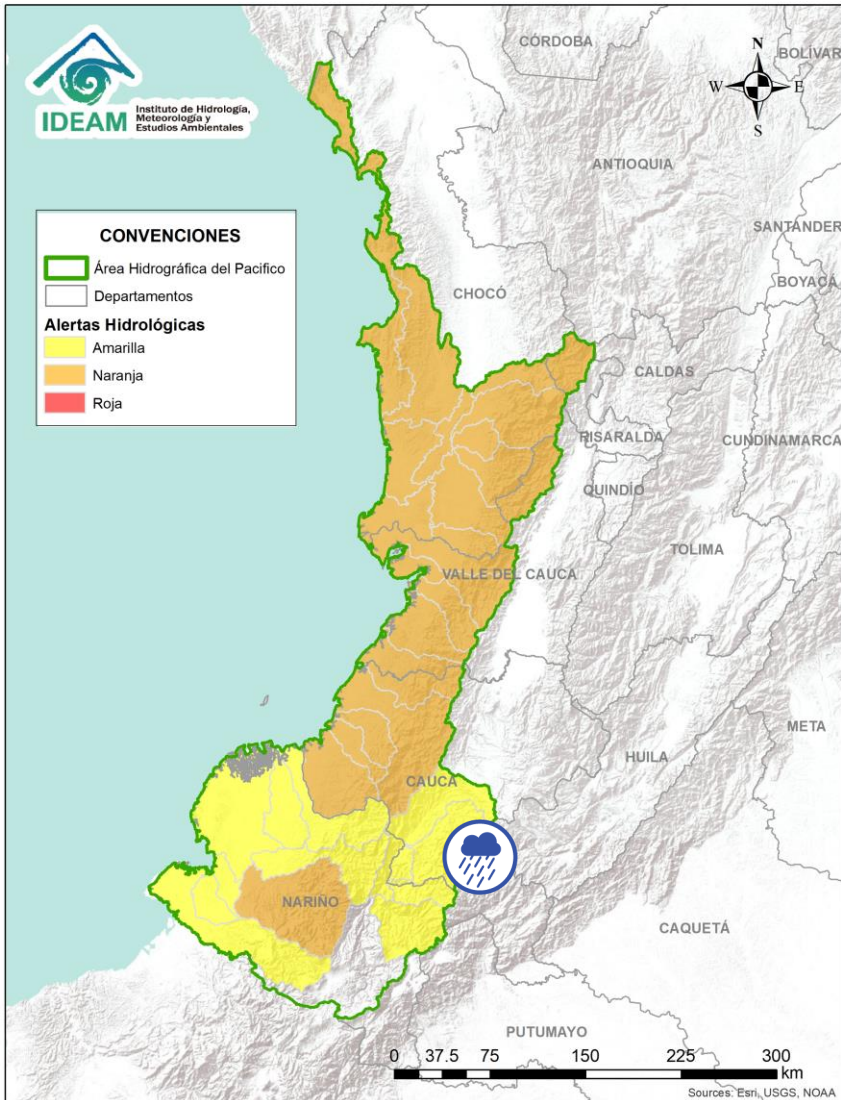 IDEAM
Instituto de Hidrología,
Meteorología y
Estudios Ambientales
CÓRDOBA
BOLÍVAR
N
W
E
S
ANTIOQUIA
SANTANDER
BOYACÁ
CONVENCIONES
Área Hidrográfica del Pacifico
Departamentos
Alertas Hidrológicas
Amarilla
Naranja
Roja
CHOCÓ
CALDAS
RISARALDA
CUNDINAMARCA
QUINDÍO
TOLIMA
VALLE DEL CAUCA
META
HUILA
CAUCA
NARIÑO
CAQUETÁ
PUTUMAYO
0 37.5 75 150 225 300
km
Sources: Esri, USGS, NOAA